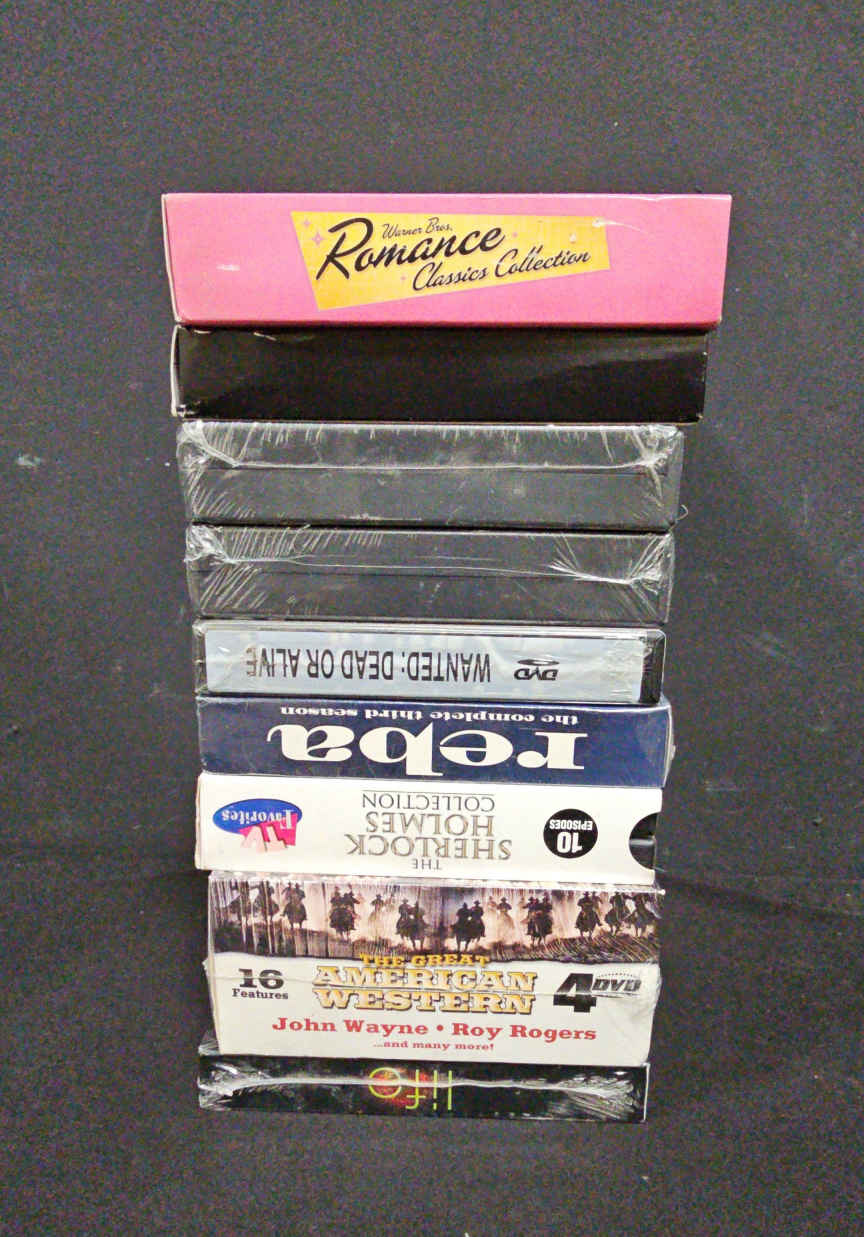 Warner Bros.
Romance
Classics Collection
DVD WANTED: DEAD OR ALIVE
reba
the complete third season
10
EPISODES
THE
SHERLOCK
HOLMES
COLLECTION
TV
Favorites
THE GREAT
AMERICAN
WESTERN
16
Features
4 DVD
John Wayne • Roy Rogers
...and many more!
life